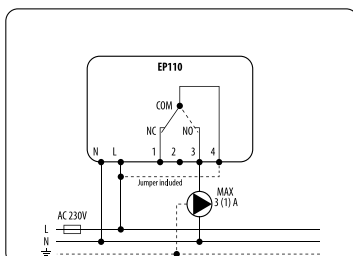 EP110
COM
NC NO
N L 1 2 3 4
Jumper included
MAX
3 (1) A
AC 230V
L
N